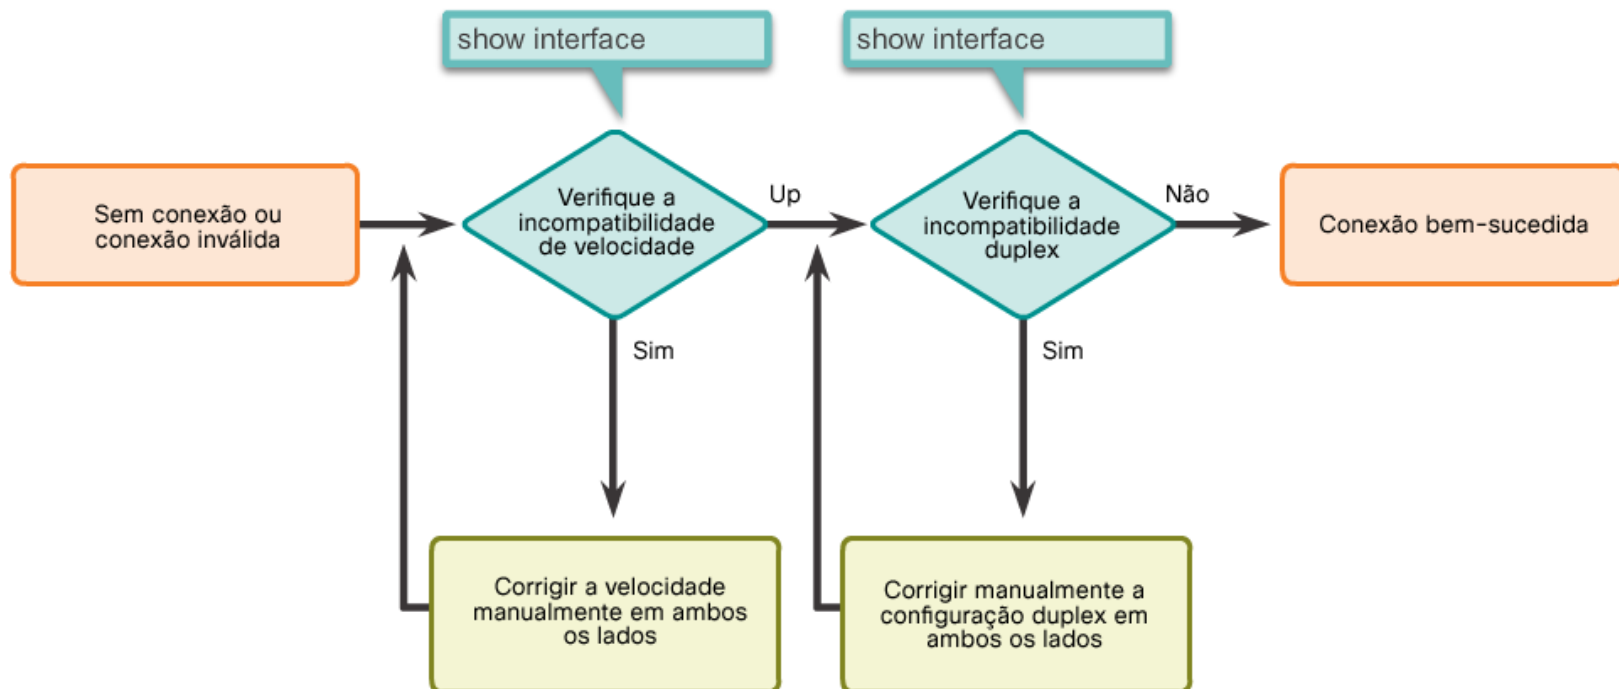 show interface
show interface
Sem conexão ou
conexão inválida
Verifique a
incompatibilidade
de velocidade
Up
Verifique a
incompatibilidade
duplex
Não
Conexão bem-sucedida
Sim
Sim
Corrigir a velocidade
manualmente em ambos
os lados
Corrigir manualmente a
configuração duplex em
ambos os lados